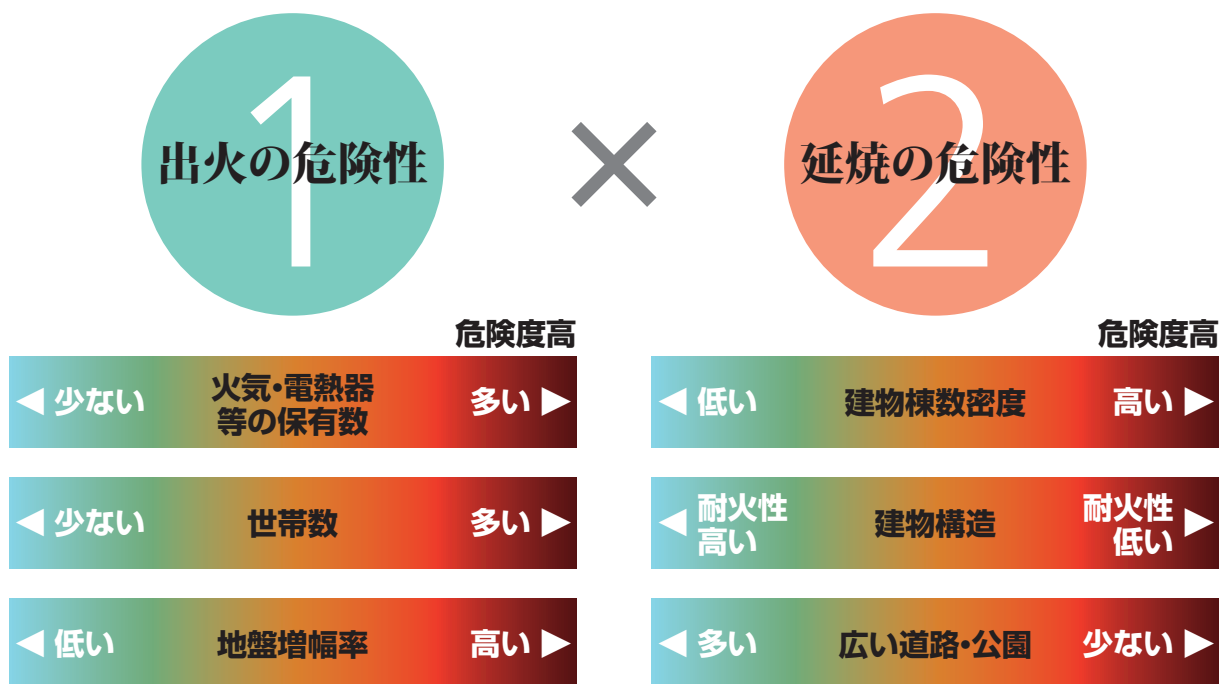 1
出火の危険性
×
2
延焼の危険性
危険度高
◀ 少ない 火気・電熱器
等の保有数 多い ▶
◀ 少ない 世帯数 多い ▶
◀ 低い 地盤増幅率 高い ▶
危険度高
◀ 低い 建物棟数密度 高い ▶
◀ 耐火性
高い 建物構造 耐火性
低い ▶
◀ 多い 広い道路・公園 少ない ▶